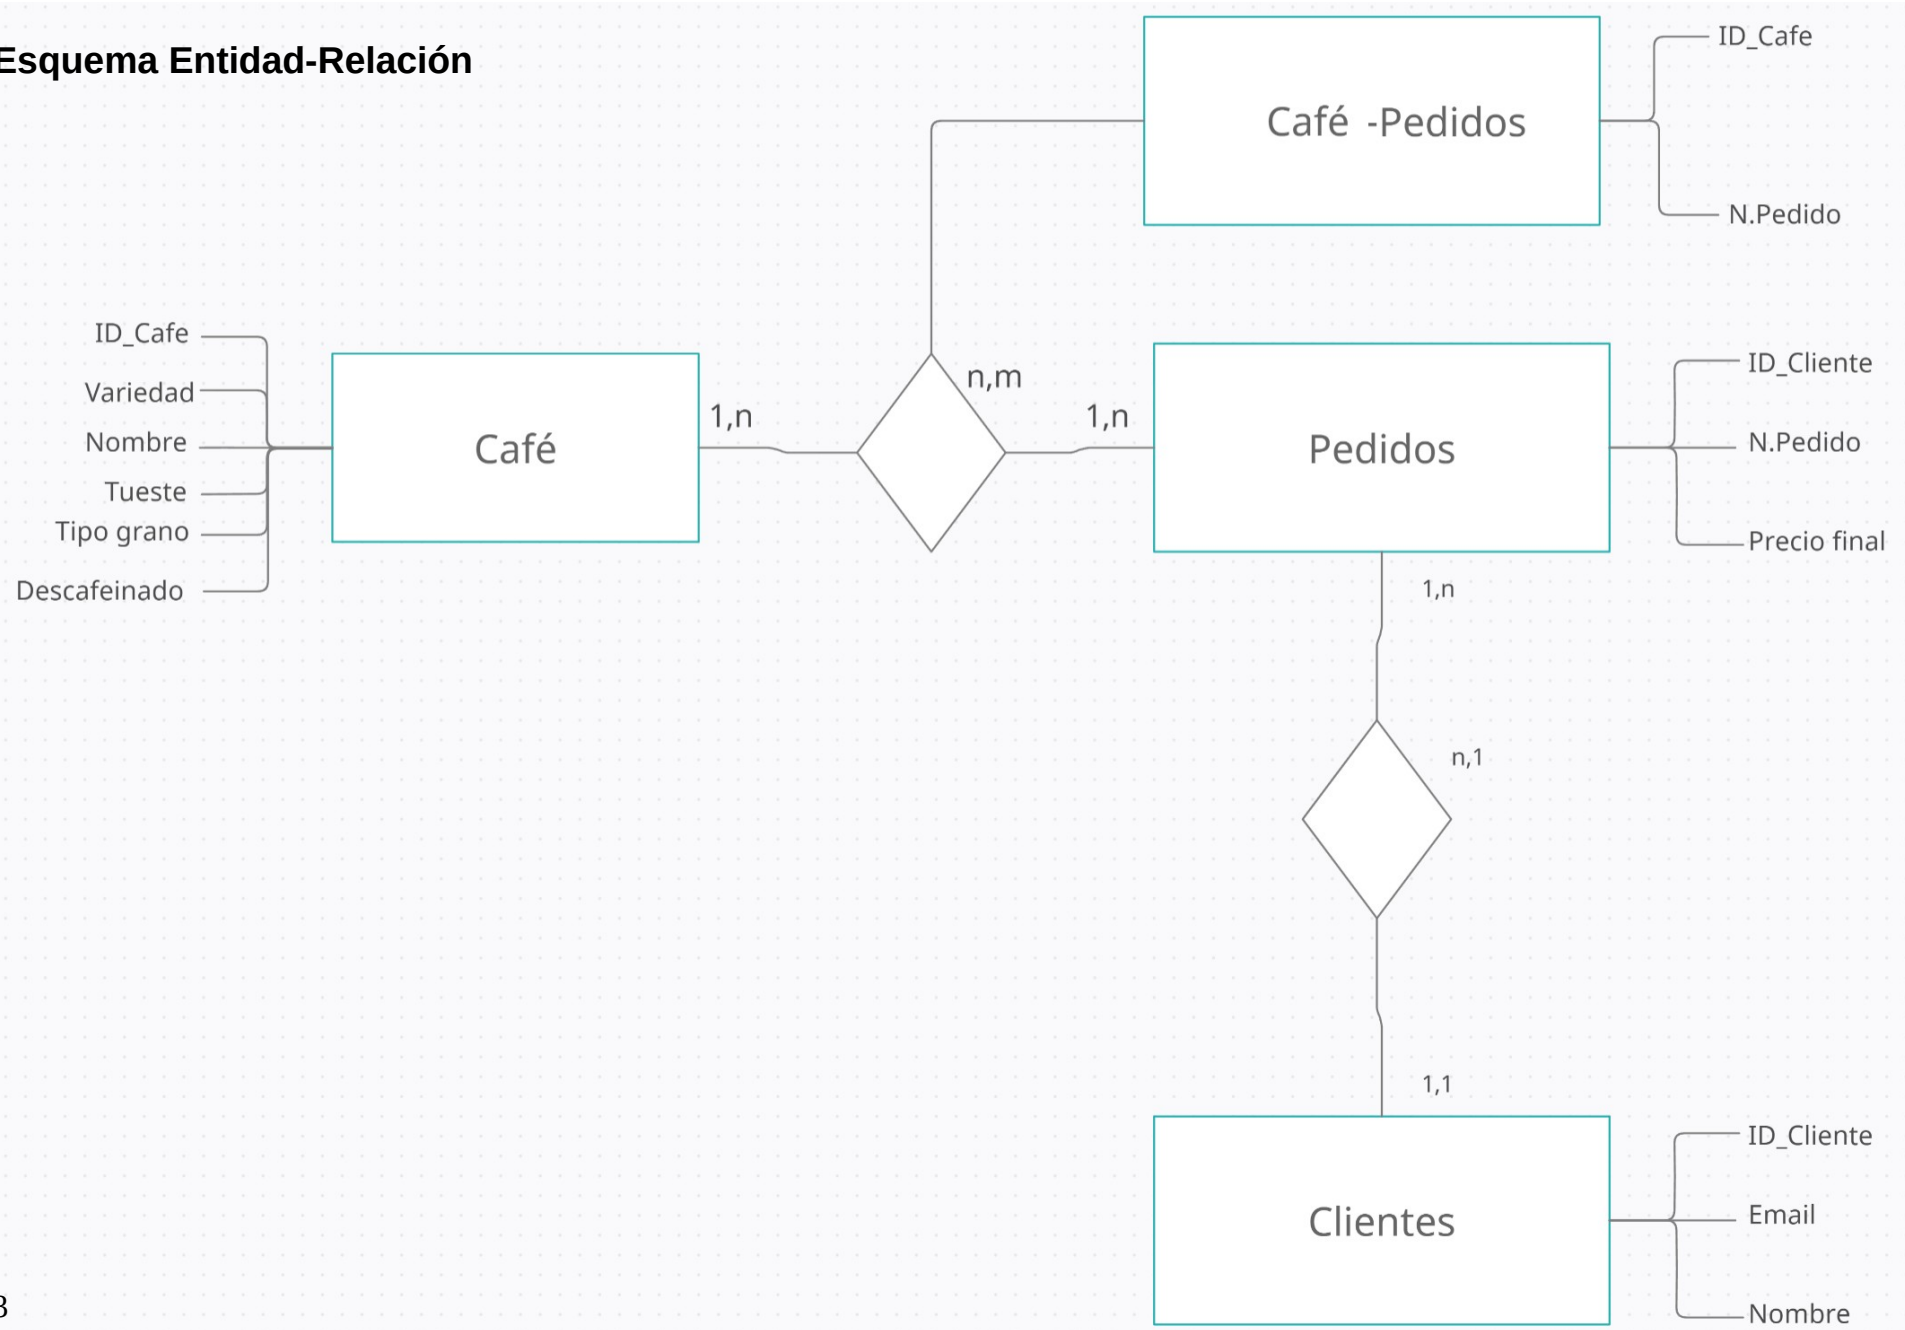 Esquema Entidad-Relación
ID_Cafe
Café -Pedidos
N.Pedido
ID_Cafe
Variedad
Nombre
Tueste
Tipo grano
Descafeinado
Café
1,n
n,m
1,n
Pedidos
ID_Cliente
N.Pedido
Precio final
1,n
n,1
1,1
Clientes
ID_Cliente
Email
Nombre
3